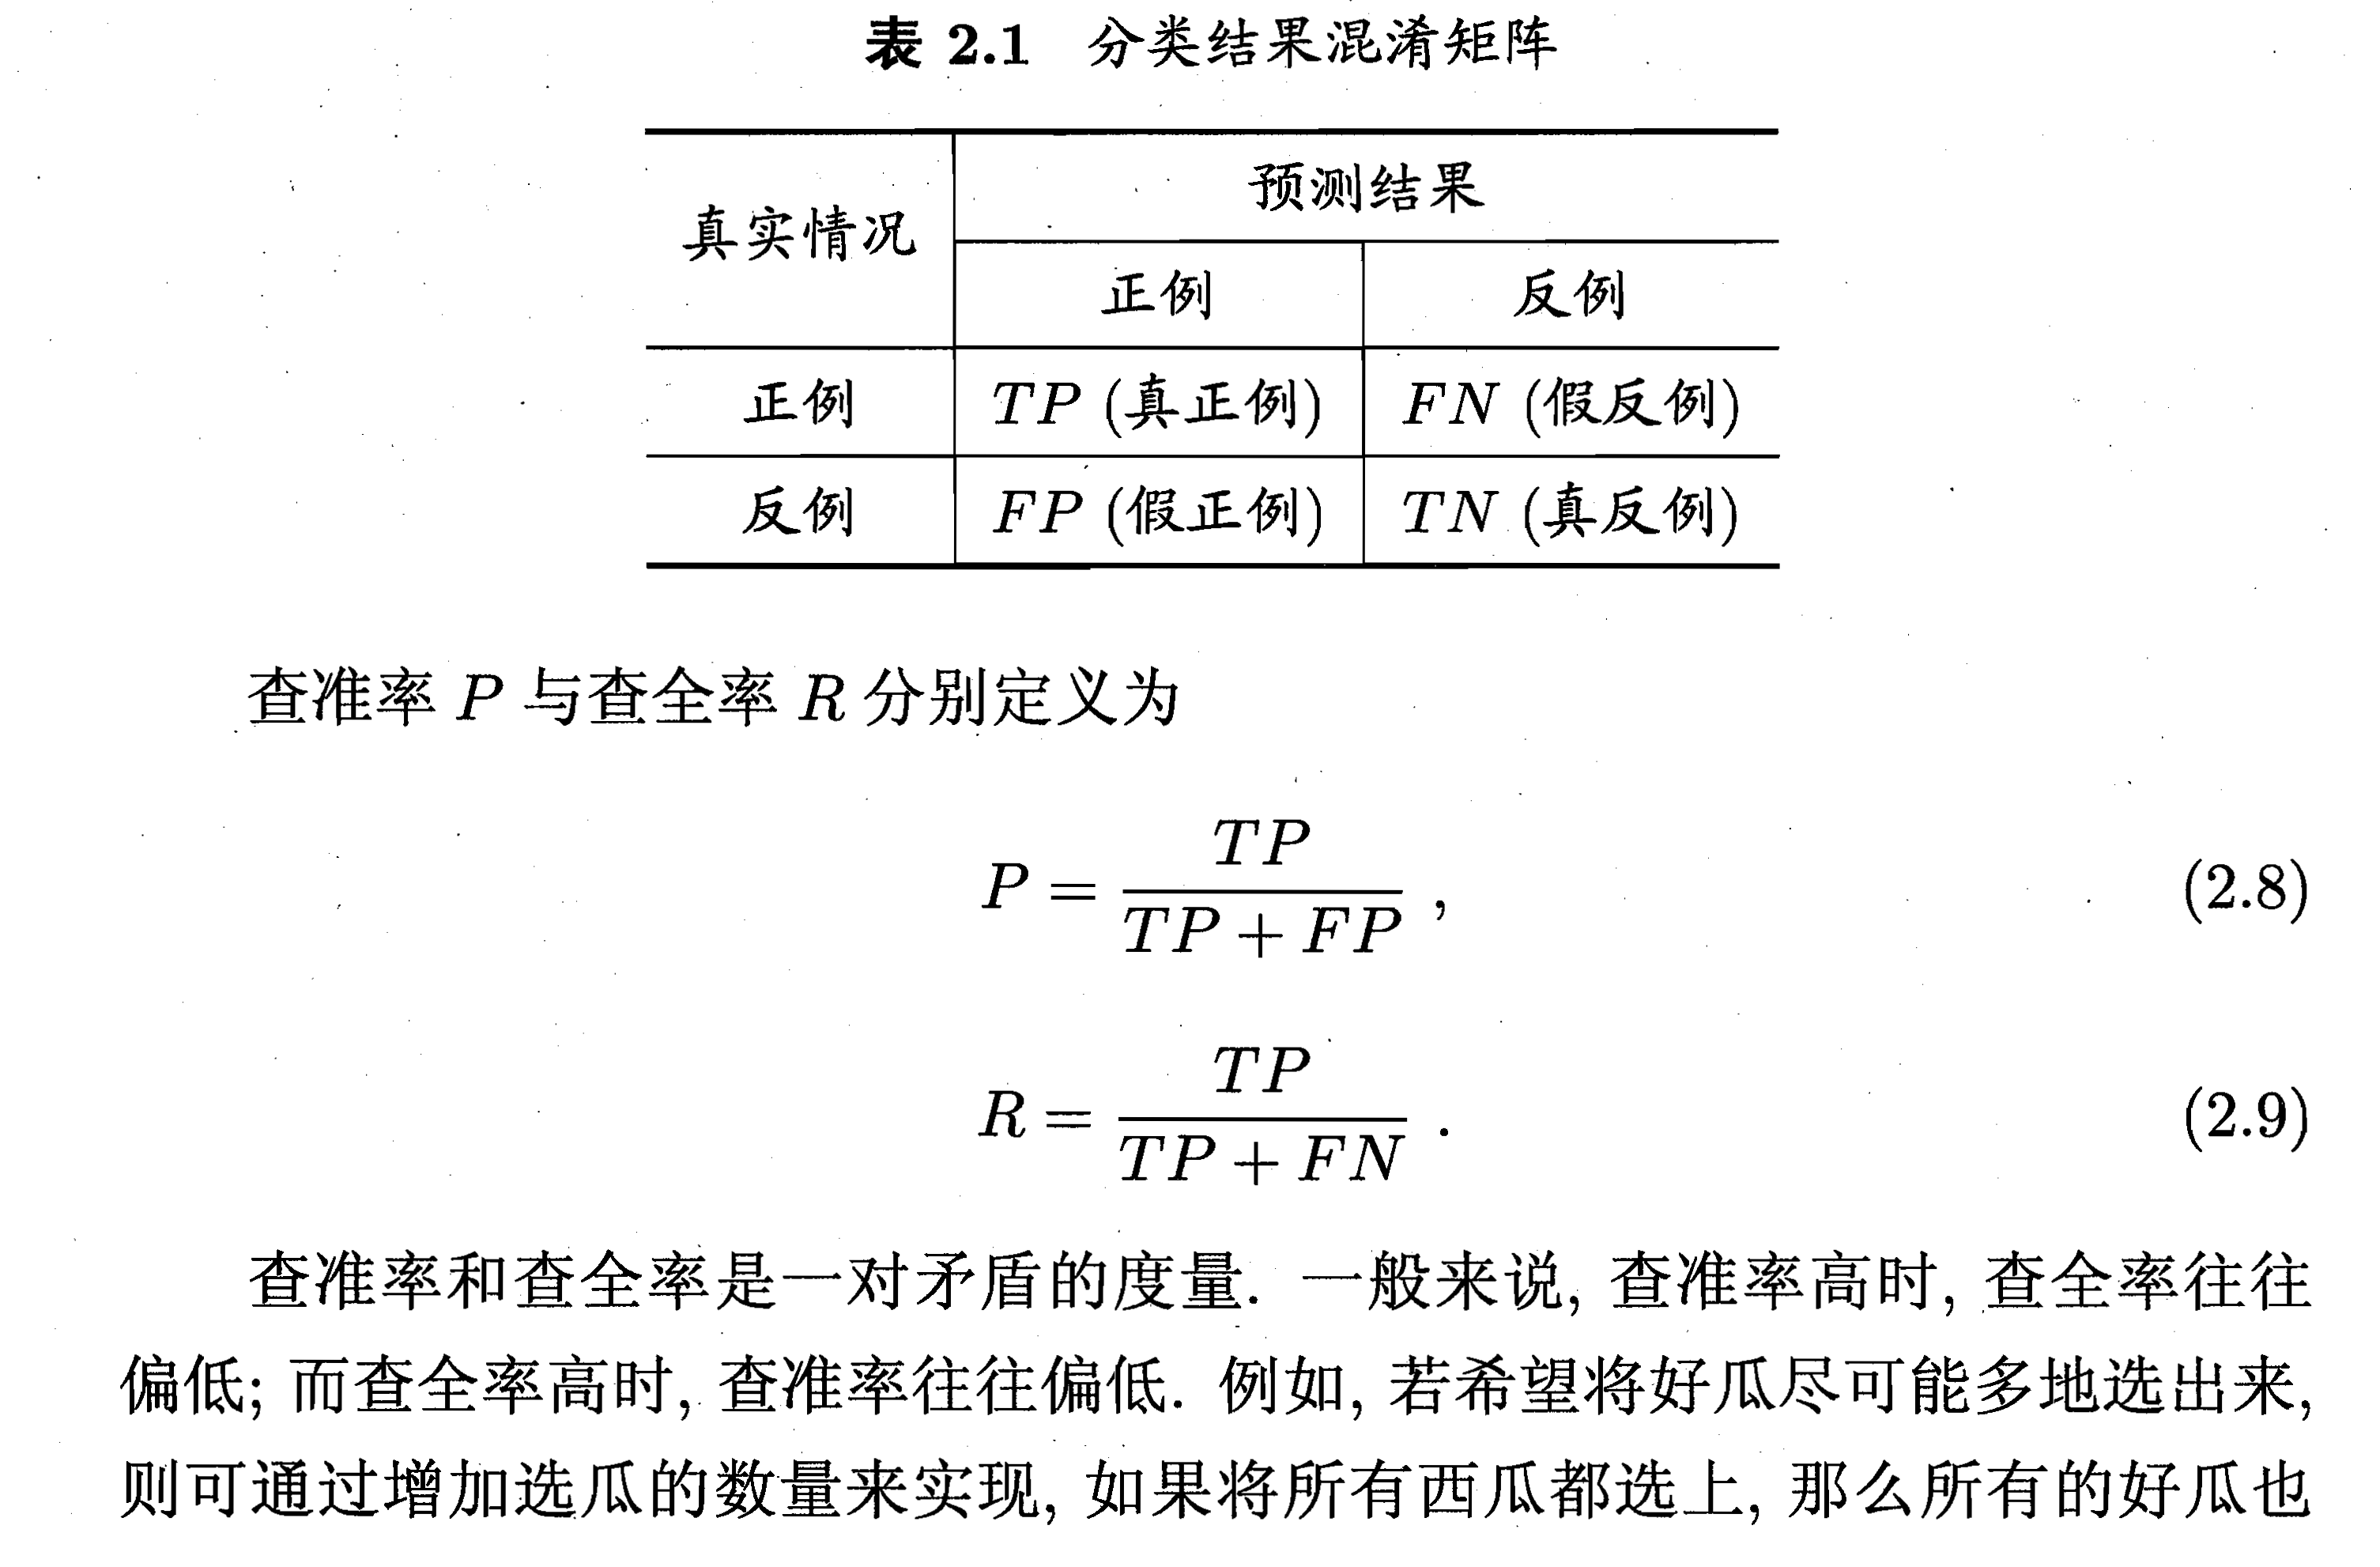 表 2.1 分类结果混淆矩阵
真实情况 预测结果
正例 反例
正例 TP (真正例) FN (假反例)
反例 FP (假正例) TN (真反例)
查准率 P 与查全率 R 分别定义为
P = TP / (TP + FP) , (2.8)
R = TP / (TP + FN) . (2.9)
查准率和查全率是一对矛盾的度量. 一般来说, 查准率高时, 查全率往往
偏低; 而查全率高时, 查准率往往偏低. 例如, 若希望将好瓜尽可能多地选出来,
则可通过增加选瓜的数量来实现, 如果将所有西瓜都选上, 那么所有的好瓜也